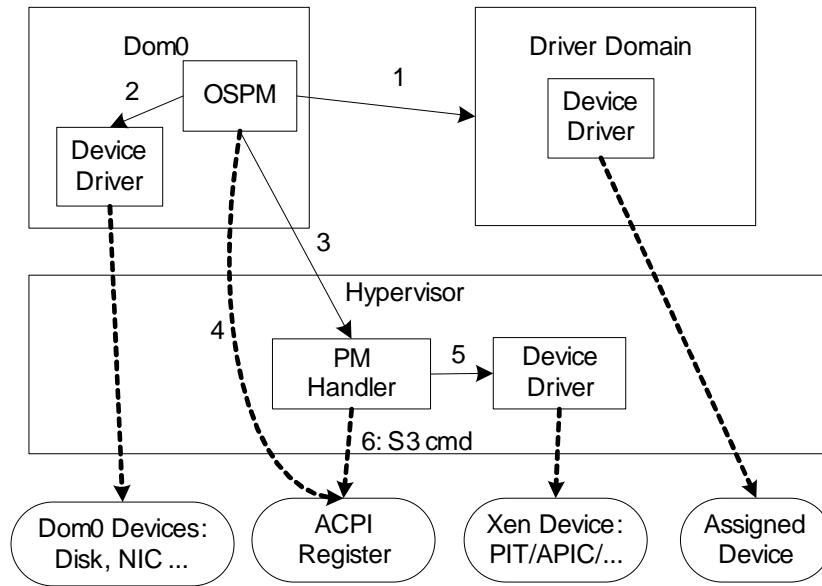 Dom0
Driver Domain
1
2
OSPM
Device
Driver
Device
Driver
3
Hypervisor
4
PM
Handler
5
Device
Driver
6: S3 cmd
Dom0 Devices:
Disk, NIC ...
ACPI
Register
Xen Device:
PIT/APIC/...
Assigned
Device